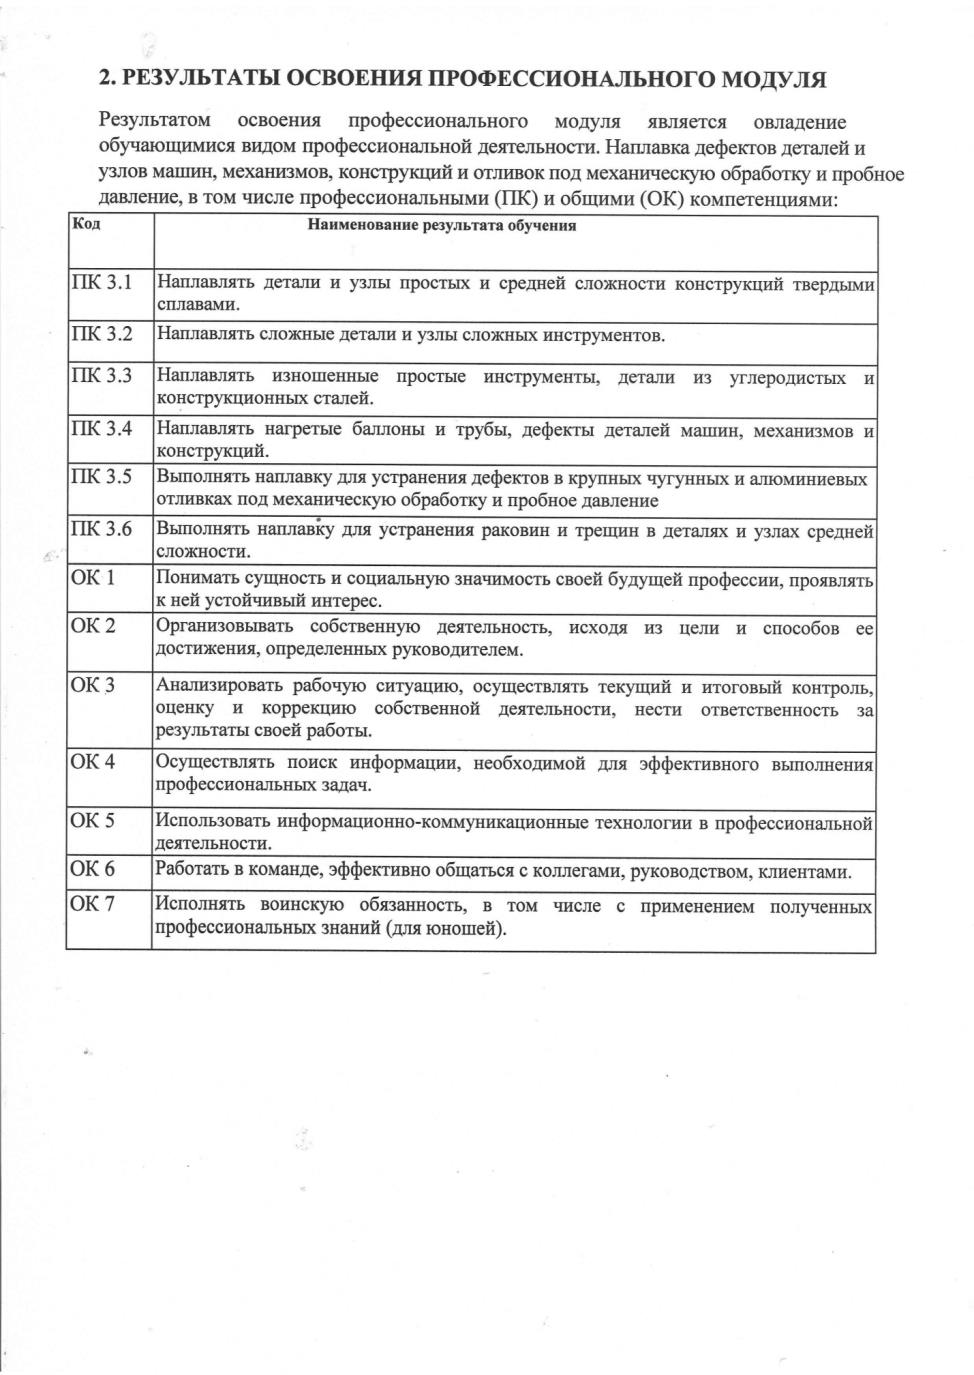 2. РЕЗУЛЬТАТЫ ОСВОЕНИЯ ПРОФЕССИОНАЛЬНОГО МОДУЛЯ
Результатом освоения профессионального модуля является овладение
обучающимися видом профессиональной деятельности. Наплавка дефектов деталей и
узлов машин, механизмов, конструкций и отливок под механическую обработку и пробное
давление, в том числе профессиональными (ПК) и общими (ОК) компетенциями:
Код Наименование результата обучения
ПК 3.1 Наплавлять детали и узлы простых и средней сложности конструкций твердыми
сплавами.
ПК 3.2 Наплавлять сложные детали и узлы сложных инструментов.
ПК 3.3 Наплавлять изношенные простые инструменты, детали из углеродистых и
конструкционных сталей.
ПК 3.4 Наплавлять нагретые баллоны и трубы, дефекты деталей машин, механизмов и
конструкций.
ПК 3.5 Выполнять наплавку для устранения дефектов в крупных чугунных и алюминиевых
отливках под механическую обработку и пробное давление
ПК 3.6 Выполнять наплавку для устранения раковин и трещин в деталях и узлах средней
сложности.
ОК 1 Понимать сущность и социальную значимость своей будущей профессии, проявлять
к ней устойчивый интерес.
ОК 2 Организовывать собственную деятельность, исходя из цели и способов ее
достижения, определенных руководителем.
ОК 3 Анализировать рабочую ситуацию, осуществлять текущий и итоговый контроль,
оценку и коррекцию собственной деятельности, нести ответственность за
результаты своей работы.
ОК 4 Осуществлять поиск информации, необходимой для эффективного выполнения
профессиональных задач.
ОК 5 Использовать информационно-коммуникационные технологии в профессиональной
деятельности.
ОК 6 Работать в команде, эффективно общаться с коллегами, руководством, клиентами.
ОК 7 Исполнять воинскую обязанность, в том числе с применением полученных
профессиональных знаний (для юношей).